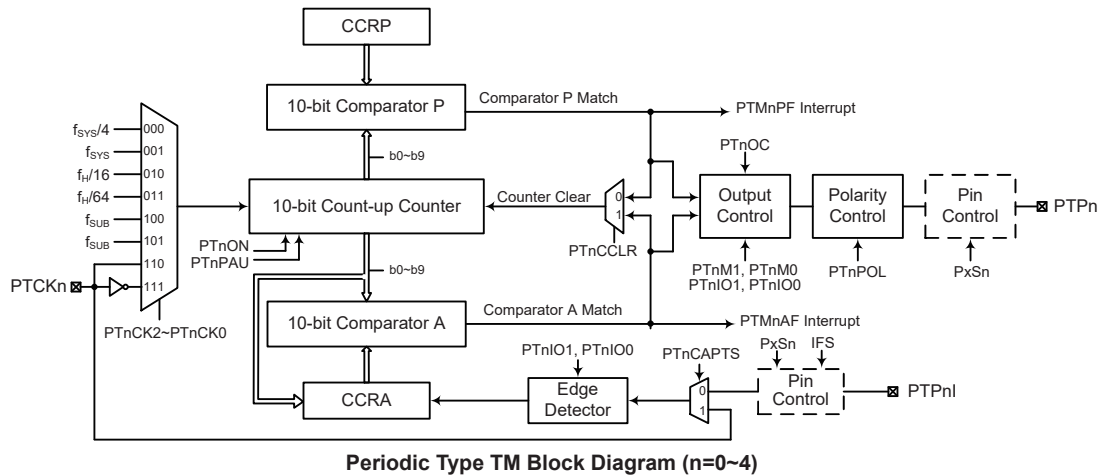 CCRP
10-bit Comparator P
Comparator P Match
PTMnPF Interrupt
b0~b9
fSYS/4
000
fSYS
001
fH/16
010
fH/64
011
fSUB
100
fSUB
101
110
111
PTCKn
PTnCK2~PTnCK0
10-bit Count-up Counter
PTnON
PTnPAU
Counter Clear
0
1
PTnCCLR
PTnOC
Output
Control
PTnM1, PTnM0
PTnIO1, PTnIO0
Polarity
Control
PTnPOL
Pin
Control
PxSn
PTPn
b0~b9
10-bit Comparator A
Comparator A Match
PTMnAF Interrupt
CCRA
PTnIO1, PTnIO0
Edge
Detector
PTnCAPTS
0
1
PxSn
IFS
Pin
Control
PTPnI
Periodic Type TM Block Diagram (n=0~4)